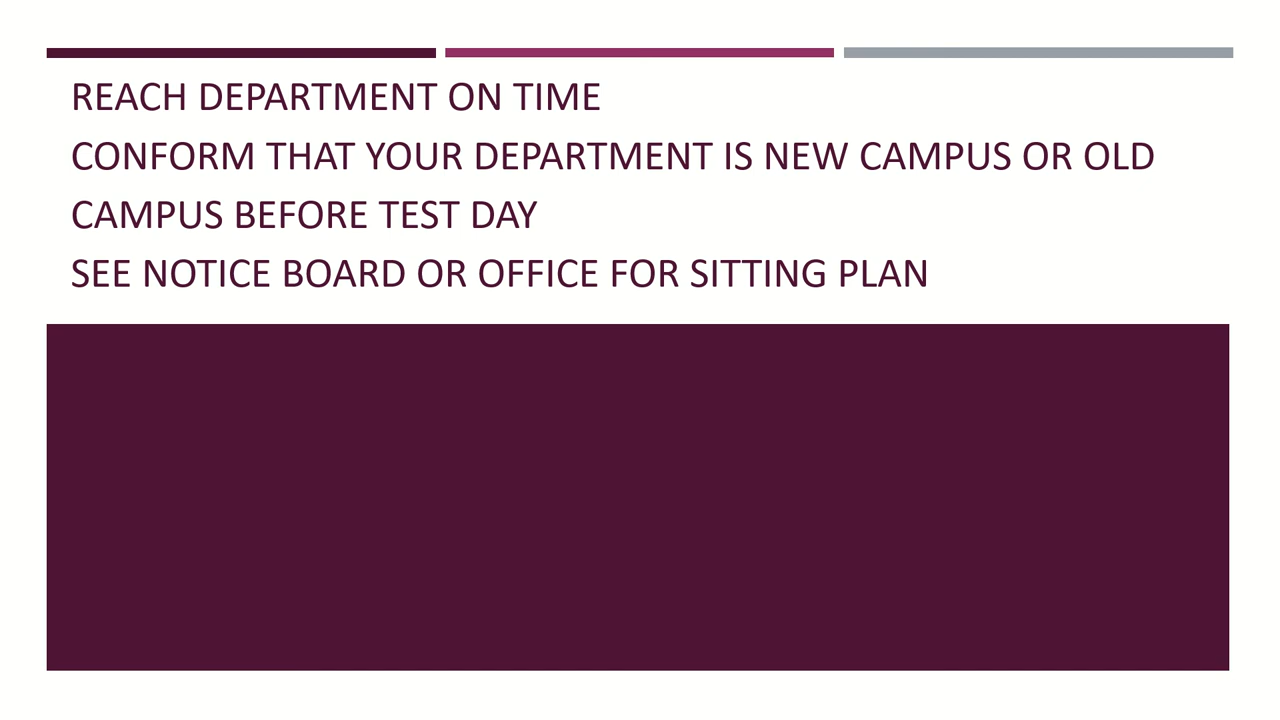 REACH DEPARTMENT ON TIME
CONFORM THAT YOUR DEPARTMENT IS NEW CAMPUS OR OLD
CAMPUS BEFORE TEST DAY
SEE NOTICE BOARD OR OFFICE FOR SITTING PLAN